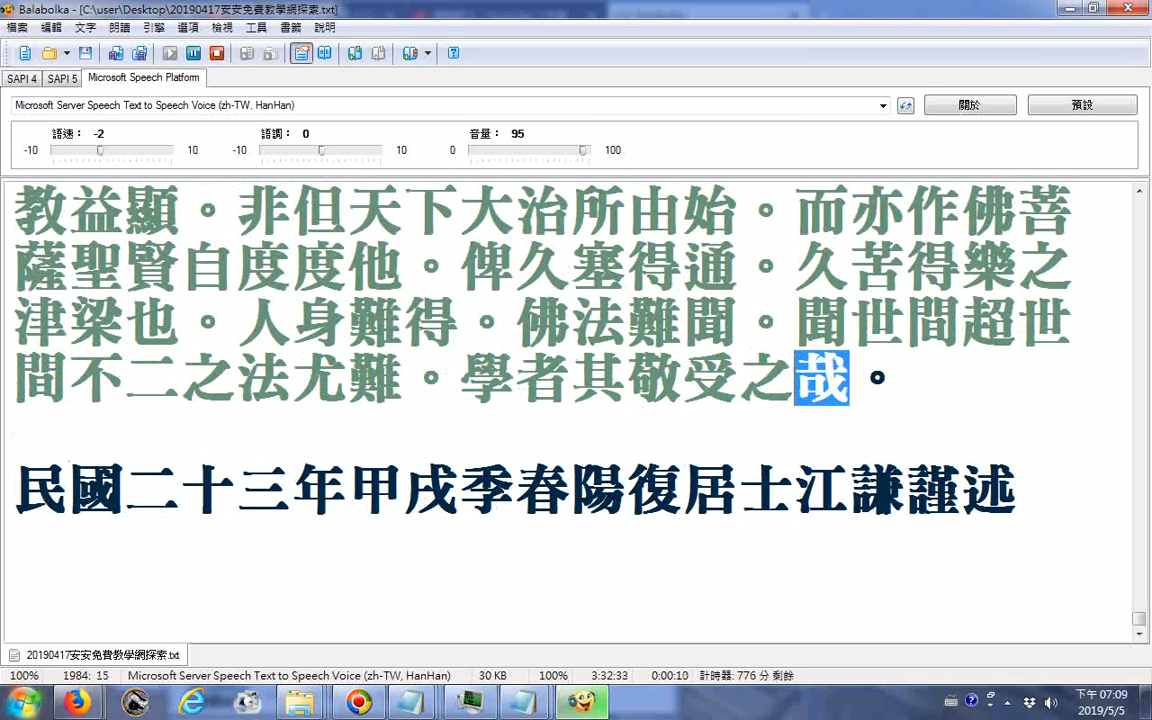 Balabolka - [C:\user\Desktop\20190417安安免費教學網探索.txt]
檔案 編輯 文字 朗讀 引擎 選項 檢視 工具 書籤 說明
SAPI 4 SAPI 5 Microsoft Speech Platform
Microsoft Server Speech Text to Speech Voice (zh-TW, HanHan) 關於 預設
語速： -2 語調： 0 音量： 95
-10 10 -10 10 0 100
教益顯。非但天下大治所由始。而亦作佛菩
薩聖賢自度度他。俾久塞得通。久苦得樂之
津梁也。人身難得。佛法難聞。聞世間超世
間不二之法尤難。學者其敬受之哉。
民國二十三年甲戌季春陽復居士江謙謹述
20190417安安免費教學網探索.txt
100% 1984: 15 Microsoft Server Speech Text to Speech Voice (zh-TW, HanHan) 30 KB 100% 3:32:33 0:00:10 計時器: 776 分 剩餘
下午 07:09
2019/5/5